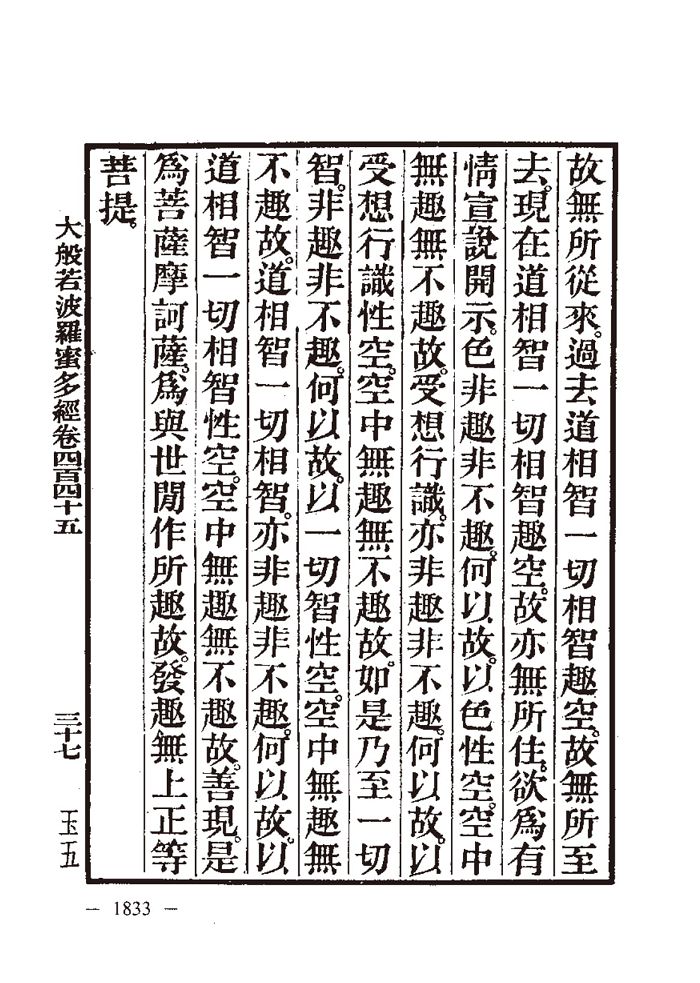 故無所從來。過去道相智一切相智趣空。故無所至
去。現在道相智一切相智趣空。故亦無所住。欲爲有
情宣說開示。色非趣非不趣。何以故。以色性空。空中
無趣無不趣故。受想行識。亦非趣非不趣。何以故。以
受想行識性空。空中無趣無不趣故。如是乃至一切
智。非趣非不趣。何以故。以一切智性空。空中無趣無
不趣故。道相智一切相智。亦非趣非不趣。何以故。以
道相智一切相智性空。空中無趣無不趣故。善現。是
爲菩薩摩訶薩。爲與世閒作所趣故。發趣無上正等
菩提。
大般若波羅蜜多經卷四百四十五
三十七
玉五
— 1833 —